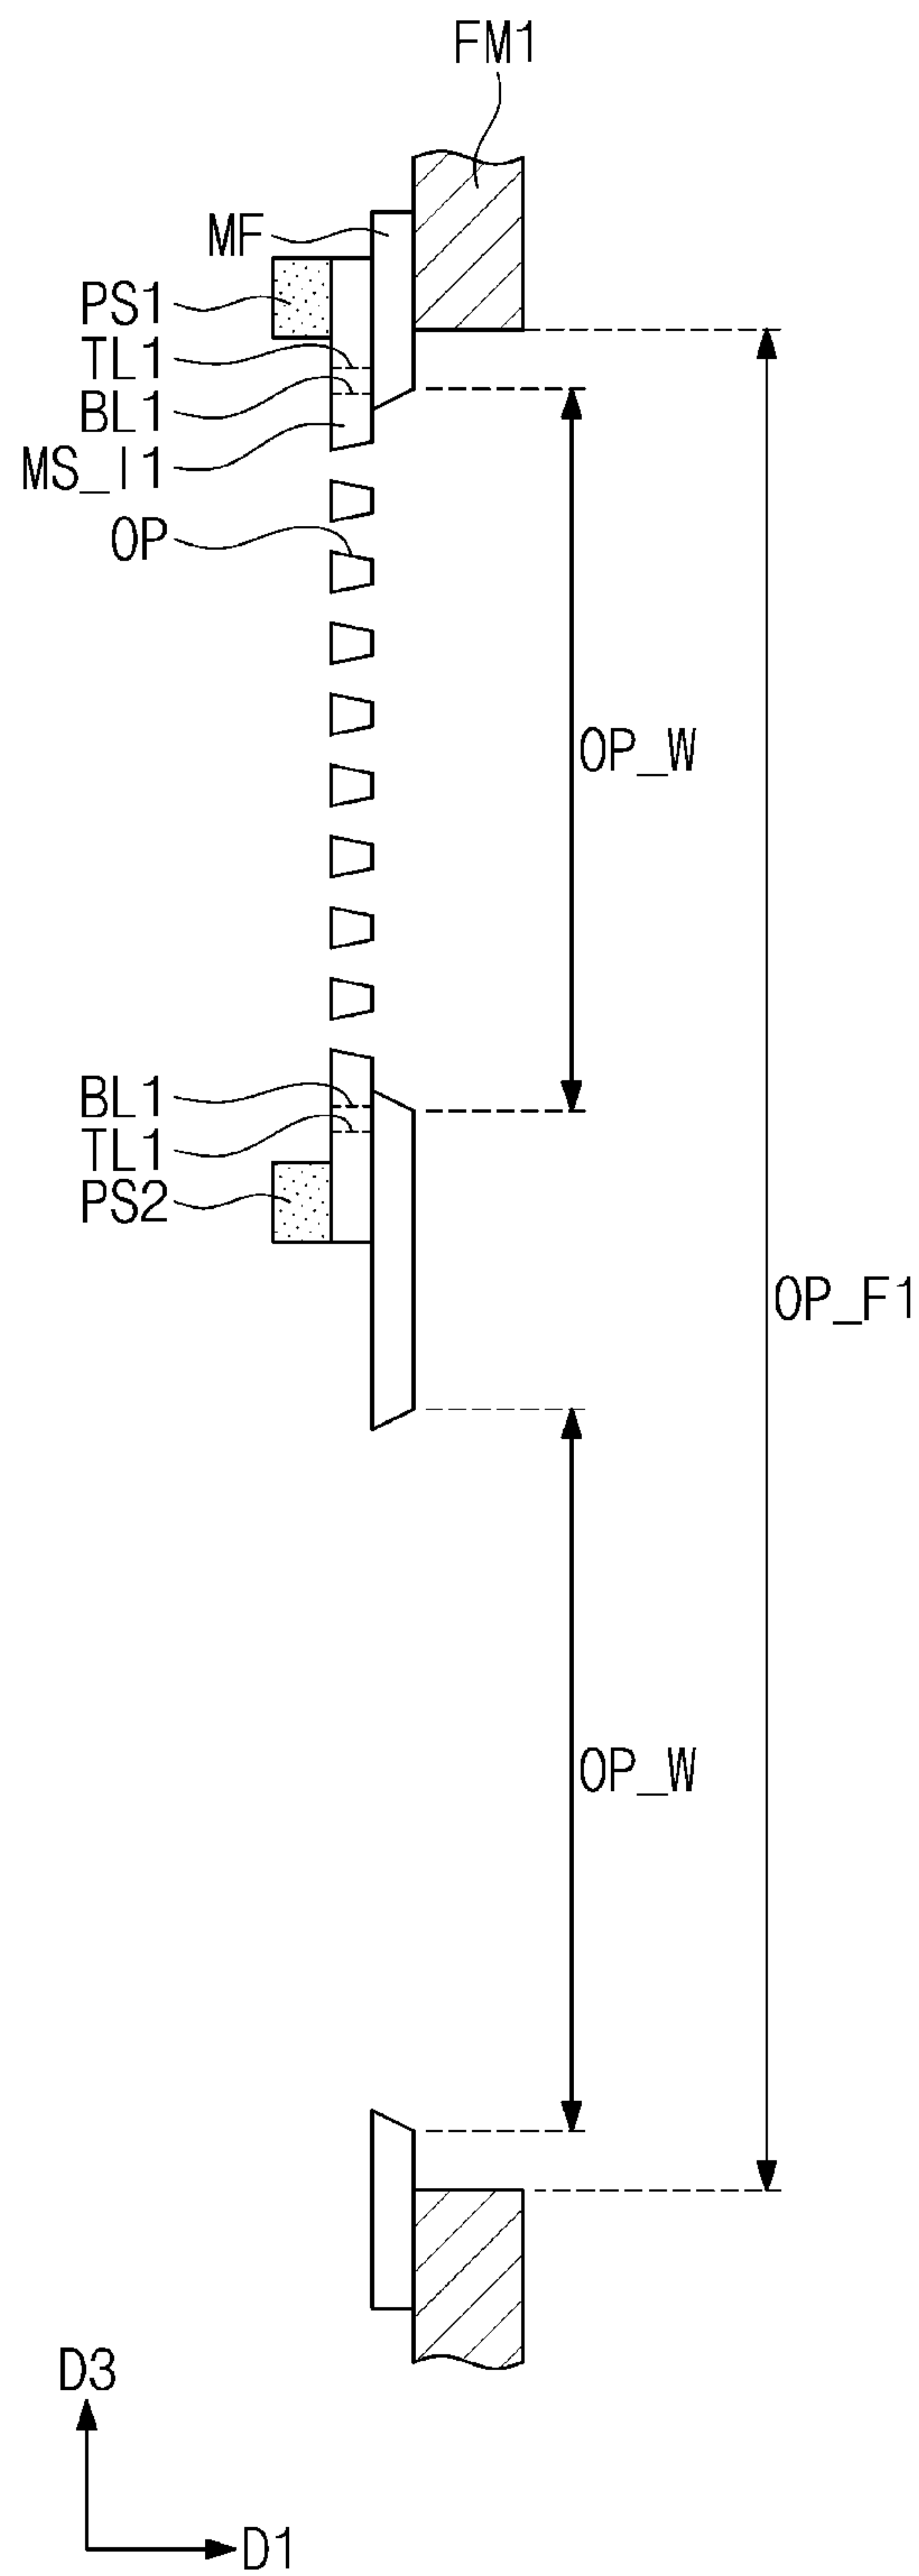 FM1
MF
PS1
TL1
BL1
MS_I1
OP
OP_W
BL1
TL1
PS2
OP_F1
OP_W
D3
D1